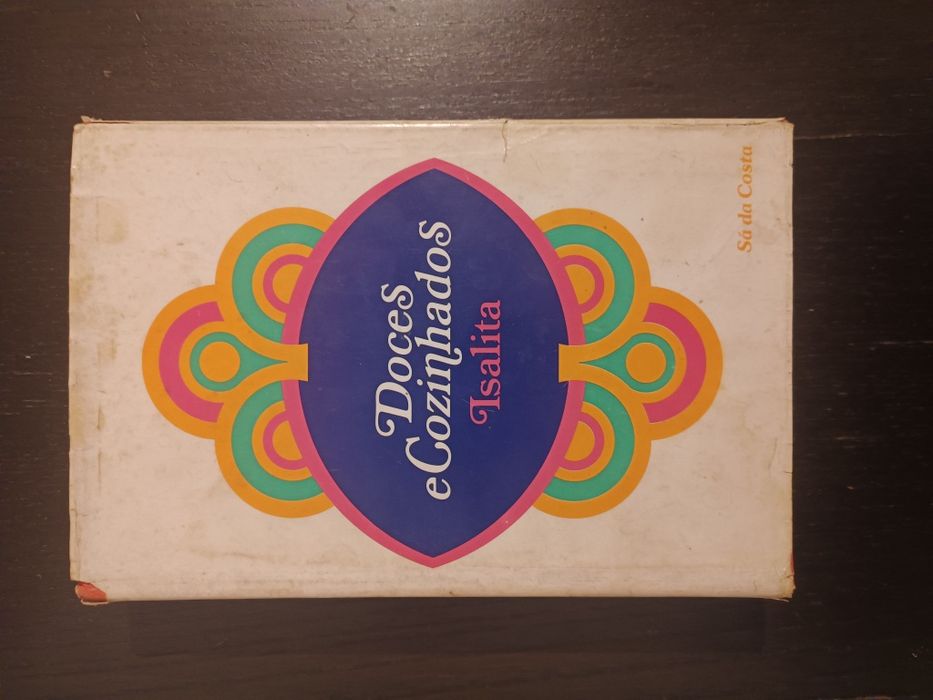 Doces
e Cozinhados
Isalita
Sá da Costa